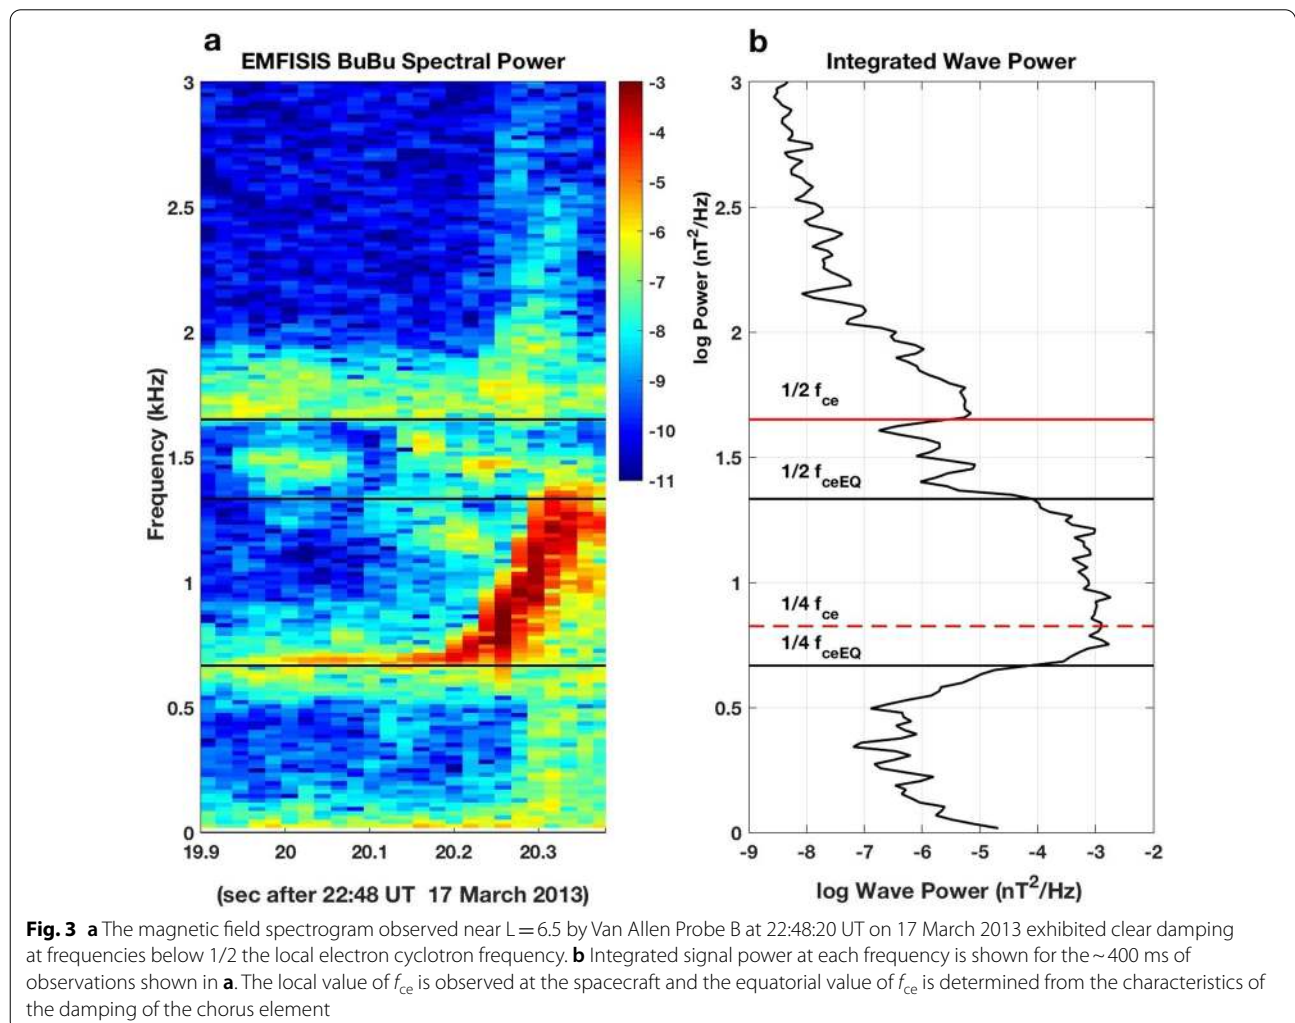 a
EMFISIS BuBu Spectral Power
3
2.5
2
1.5
1
0.5
0
Frequency (kHz)
19.9 20 20.1 20.2 20.3
(sec after 22:48 UT 17 March 2013)
-3
-4
-5
-6
-7
-8
-9
-10
-11
log Power (nT²/Hz)
b
Integrated Wave Power
3
2.5
2
1.5
1
0.5
0
1/2 f_ce
1/2 f_ceEQ
1/4 f_ce
1/4 f_ceEQ
-9 -8 -7 -6 -5 -4 -3 -2
log Wave Power (nT²/Hz)
Fig. 3 a The magnetic field spectrogram observed near L = 6.5 by Van Allen Probe B at 22:48:20 UT on 17 March 2013 exhibited clear damping
at frequencies below 1/2 the local electron cyclotron frequency. b Integrated signal power at each frequency is shown for the ~ 400 ms of
observations shown in a. The local value of f_ce is observed at the spacecraft and the equatorial value of f_ce is determined from the characteristics of
the damping of the chorus element